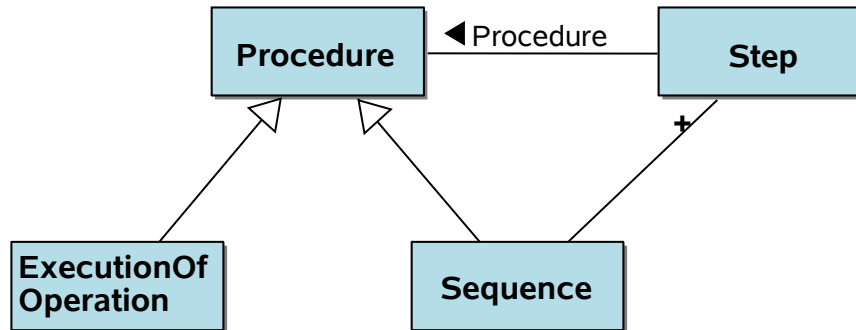 Procedure
◀ Procedure
Step
+
ExecutionOf
Operation
Sequence